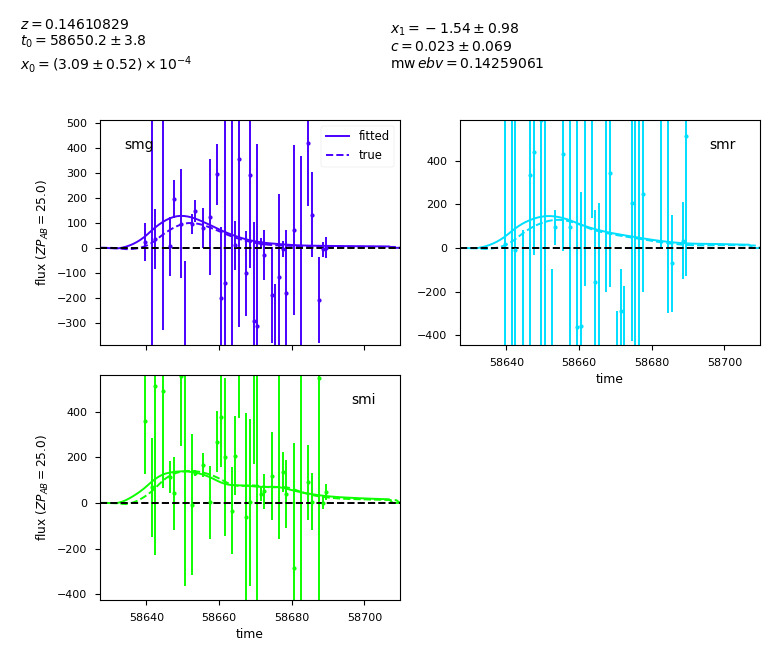 z = 0.14610829
t₀ = 58650.2 ± 3.8
x₀ = (3.09 ± 0.52) × 10⁻⁴
x₁ = −1.54 ± 0.98
c = 0.023 ± 0.069
mw ebv = 0.14259061
smg
fitted
true
500
400
300
200
100
0
−100
−200
−300
flux (ZP_AB = 25.0)
smr
400
200
0
−200
−400
58640 58660 58680 58700
time
smi
400
200
0
−200
−400
flux (ZP_AB = 25.0)
58640 58660 58680 58700
time